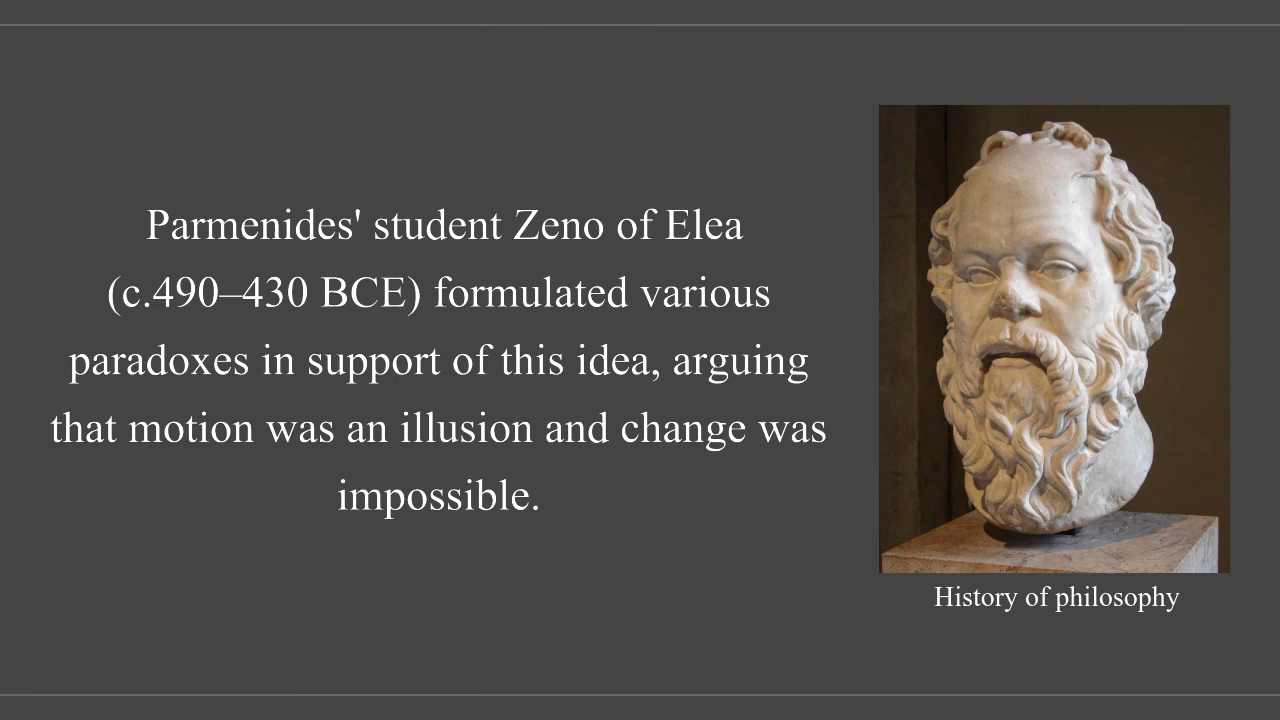 Parmenides' student Zeno of Elea
(c.490–430 BCE) formulated various
paradoxes in support of this idea, arguing
that motion was an illusion and change was
impossible.
History of philosophy